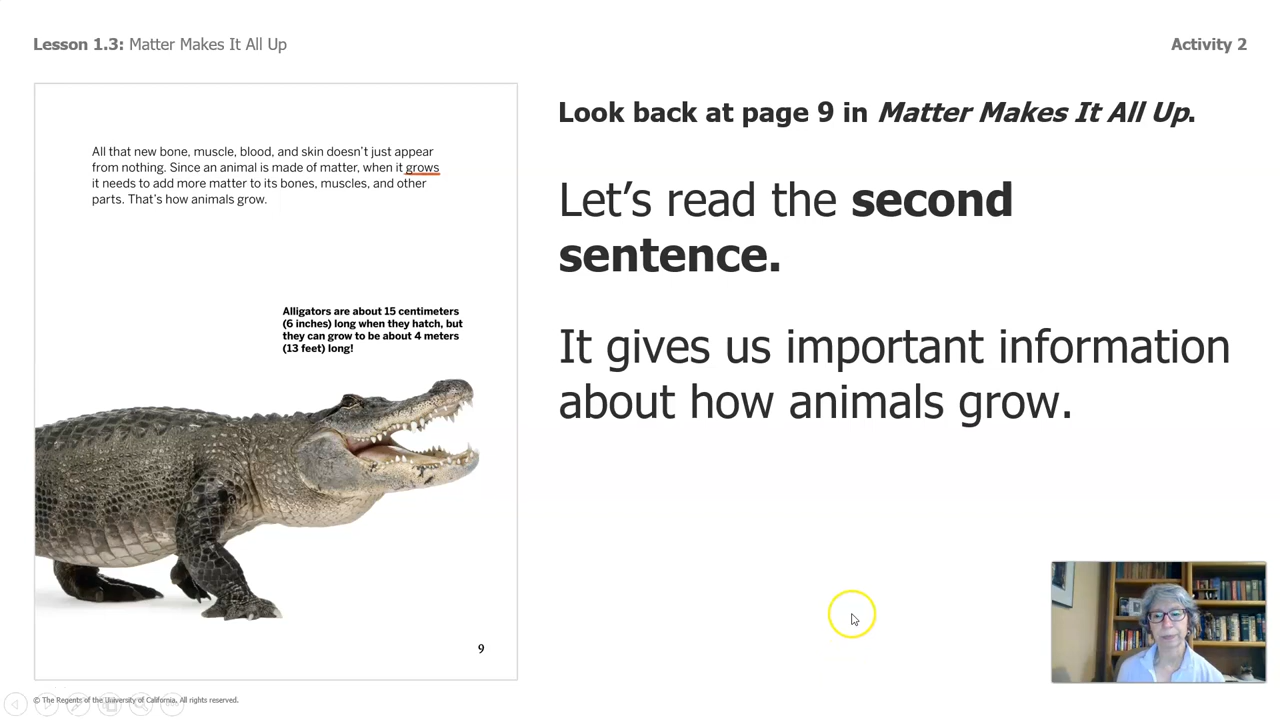 Lesson 1.3: Matter Makes It All Up
Activity 2
All that new bone, muscle, blood, and skin doesn't just appear
from nothing. Since an animal is made of matter, when it grows
it needs to add more matter to its bones, muscles, and other
parts. That's how animals grow.
Alligators are about 15 centimeters
(6 inches) long when they hatch, but
they can grow to be about 4 meters
(13 feet) long!
9
Look back at page 9 in Matter Makes It All Up.
Let's read the second
sentence.
It gives us important information
about how animals grow.
© The Regents of the University of California. All rights reserved.